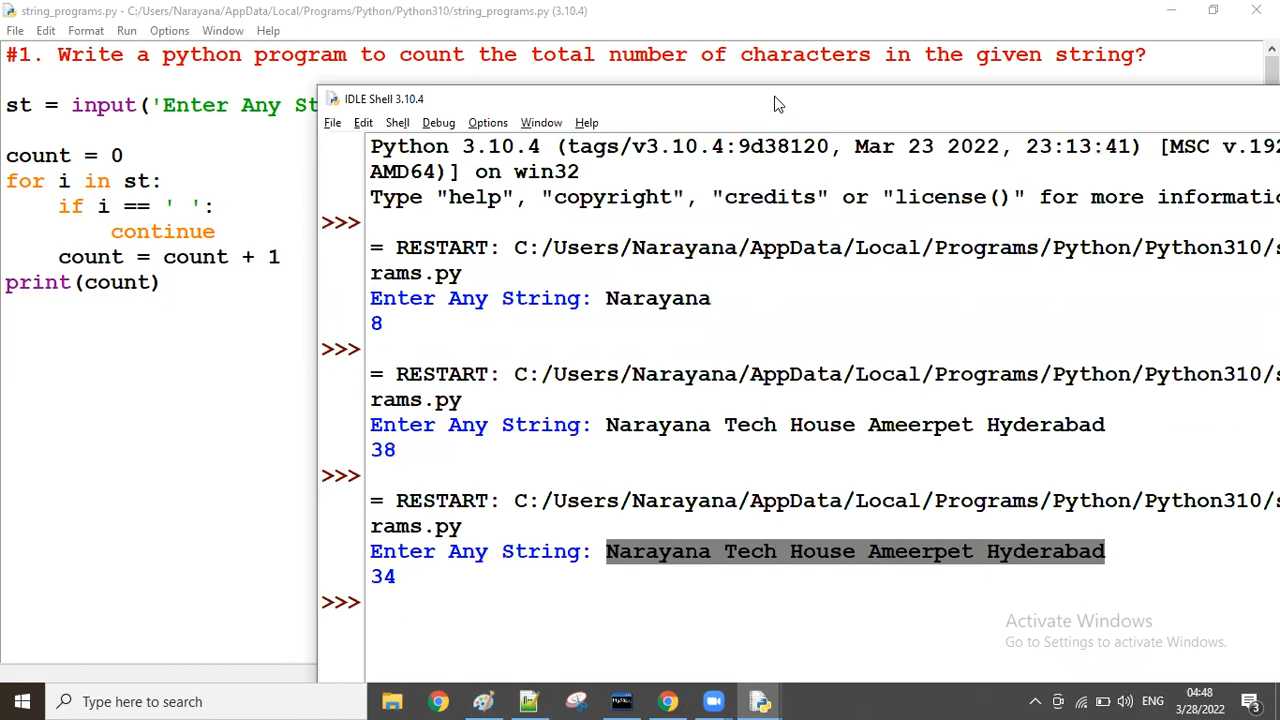 string_programs.py - C:/Users/Narayana/AppData/Local/Programs/Python/Python310/string_programs.py (3.10.4)
File Edit Format Run Options Window Help
#1. Write a python program to count the total number of characters in the given string?
st = input('Enter Any St
count = 0
for i in st:
    if i == ' ':
        continue
    count = count + 1
print(count)
IDLE Shell 3.10.4
File Edit Shell Debug Options Window Help
Python 3.10.4 (tags/v3.10.4:9d38120, Mar 23 2022, 23:13:41) [MSC v.192
AMD64)] on win32
Type "help", "copyright", "credits" or "license()" for more informatio
>>>
= RESTART: C:/Users/Narayana/AppData/Local/Programs/Python/Python310/s
rams.py
Enter Any String: Narayana
8
>>>
= RESTART: C:/Users/Narayana/AppData/Local/Programs/Python/Python310/s
rams.py
Enter Any String: Narayana Tech House Ameerpet Hyderabad
38
>>>
= RESTART: C:/Users/Narayana/AppData/Local/Programs/Python/Python310/s
rams.py
Enter Any String: Narayana Tech House Ameerpet Hyderabad
34
>>>
Activate Windows
Go to Settings to activate Windows.
Type here to search
ENG
04:48
3/28/2022
3